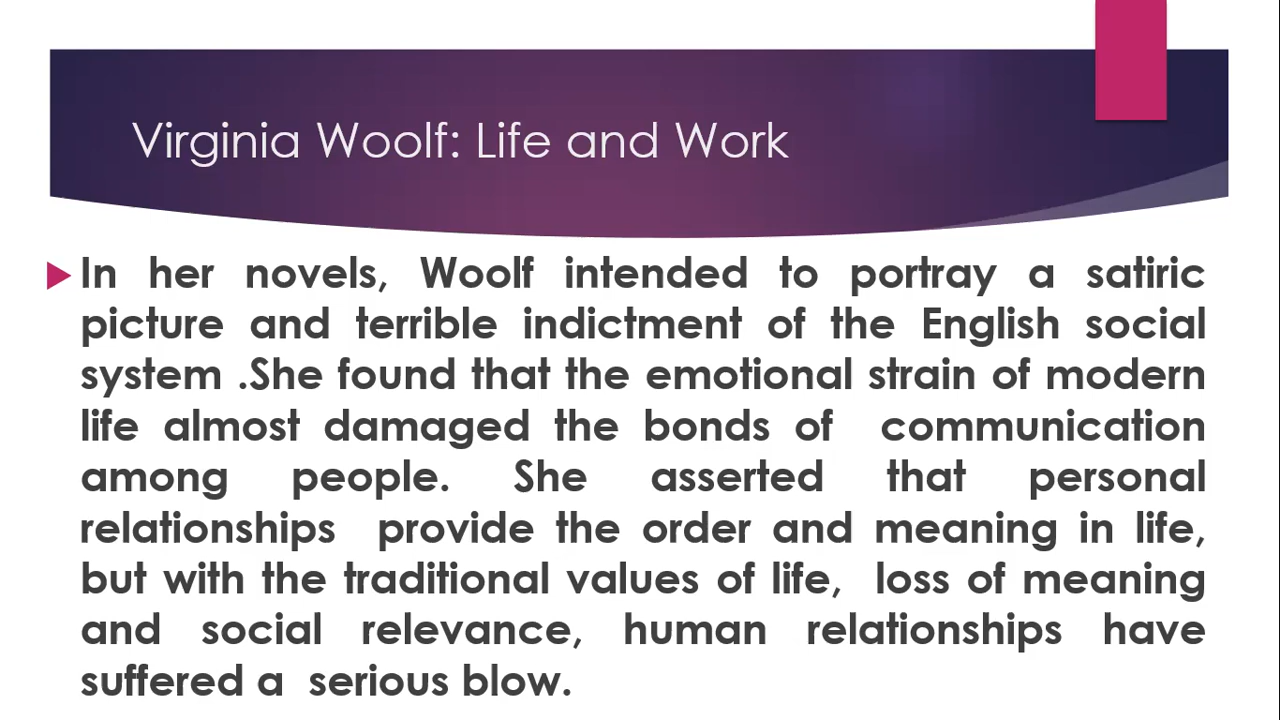 Virginia Woolf: Life and Work
In her novels, Woolf intended to portray a satiric
picture and terrible indictment of the English social
system .She found that the emotional strain of modern
life almost damaged the bonds of communication
among people. She asserted that personal
relationships provide the order and meaning in life,
but with the traditional values of life, loss of meaning
and social relevance, human relationships have
suffered a serious blow.